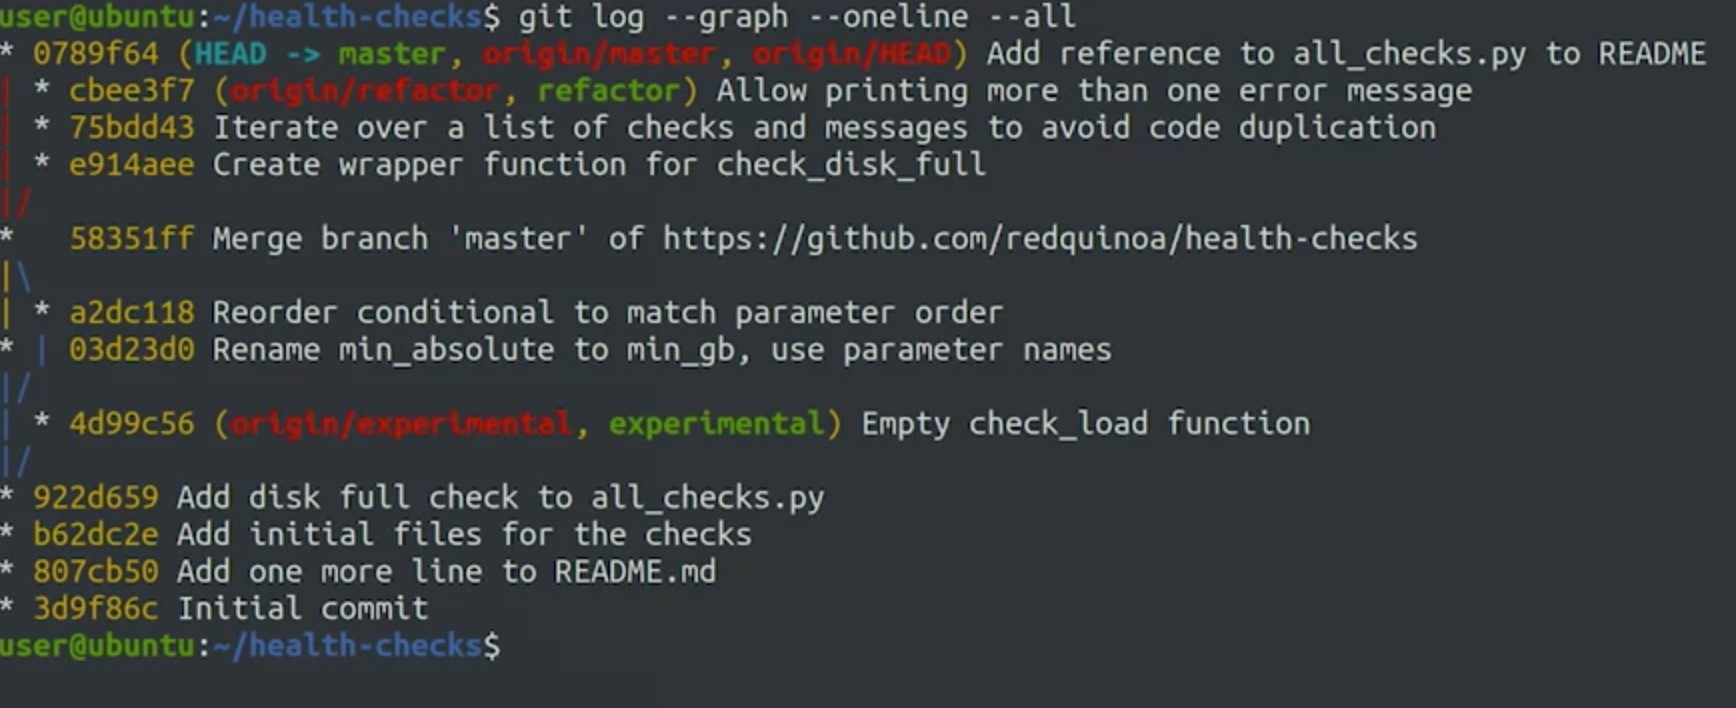 user@ubuntu:~/health-checks$ git log --graph --oneline --all
* 0789f64 (HEAD -> master, origin/master, origin/HEAD) Add reference to all_checks.py to README
| * cbee3f7 (origin/refactor, refactor) Allow printing more than one error message
| * 75bdd43 Iterate over a list of checks and messages to avoid code duplication
| * e914aee Create wrapper function for check_disk_full
|/
*   58351ff Merge branch 'master' of https://github.com/redquinoa/health-checks
|\
| * a2dc118 Reorder conditional to match parameter order
* | 03d23d0 Rename min_absolute to min_gb, use parameter names
|/
| * 4d99c56 (origin/experimental, experimental) Empty check_load function
|/
* 922d659 Add disk full check to all_checks.py
* b62dc2e Add initial files for the checks
* 807cb50 Add one more line to README.md
* 3d9f86c Initial commit
user@ubuntu:~/health-checks$